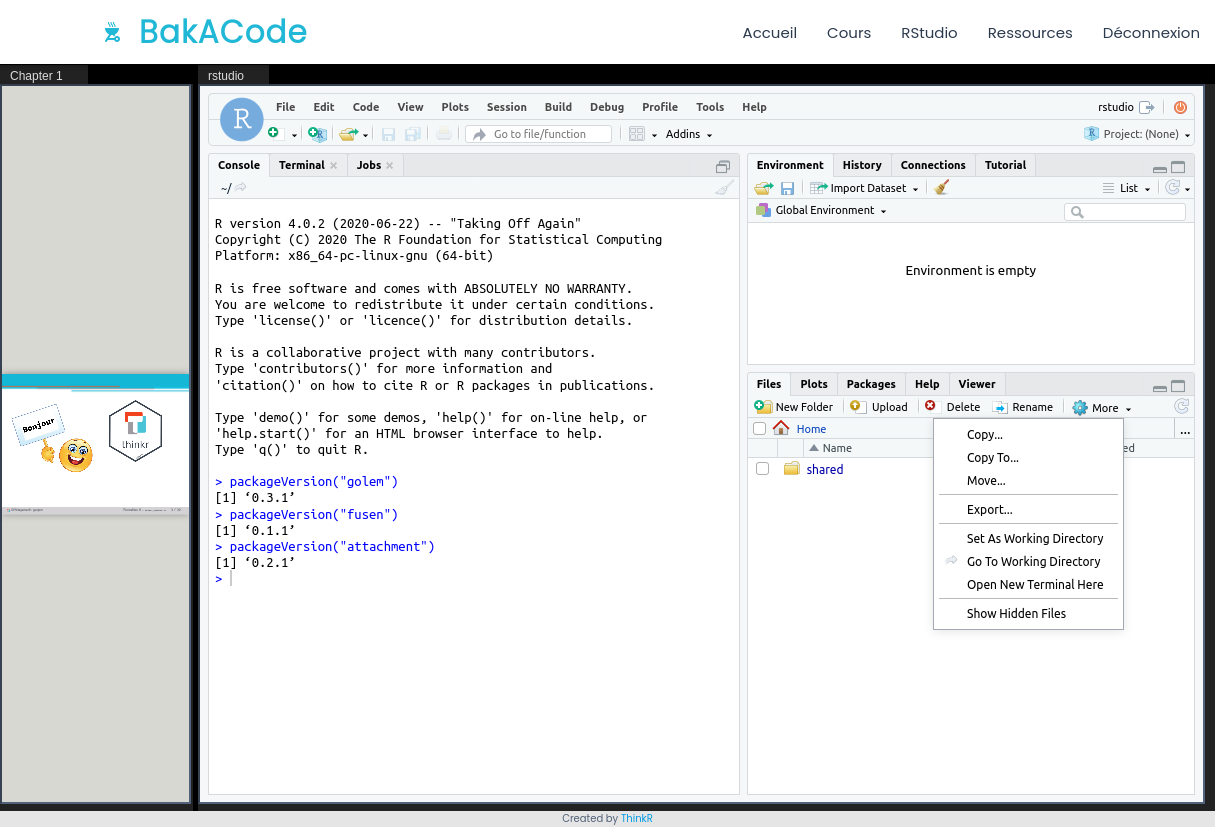 BakACode
Accueil Cours RStudio Ressources Déconnexion
Chapter 1
rstudio
Bonjour
thinkr
R
File Edit Code View Plots Session Build Debug Profile Tools Help
rstudio
Go to file/function
Addins
Project: (None)
Console Terminal Jobs
~/
R version 4.0.2 (2020-06-22) -- "Taking Off Again"
Copyright (C) 2020 The R Foundation for Statistical Computing
Platform: x86_64-pc-linux-gnu (64-bit)
R is free software and comes with ABSOLUTELY NO WARRANTY.
You are welcome to redistribute it under certain conditions.
Type 'license()' or 'licence()' for distribution details.
R is a collaborative project with many contributors.
Type 'contributors()' for more information and
'citation()' on how to cite R or R packages in publications.
Type 'demo()' for some demos, 'help()' for on-line help, or
'help.start()' for an HTML browser interface to help.
Type 'q()' to quit R.
> packageVersion("golem")
[1] ‘0.3.1’
> packageVersion("fusen")
[1] ‘0.1.1’
> packageVersion("attachment")
[1] ‘0.2.1’
>
Environment History Connections Tutorial
Import Dataset
List
Global Environment
Environment is empty
Files Plots Packages Help Viewer
New Folder Upload Delete Rename More
Home
...
Name
ed
shared
Copy...
Copy To...
Move...
Export...
Set As Working Directory
Go To Working Directory
Open New Terminal Here
Show Hidden Files
Created by ThinkR